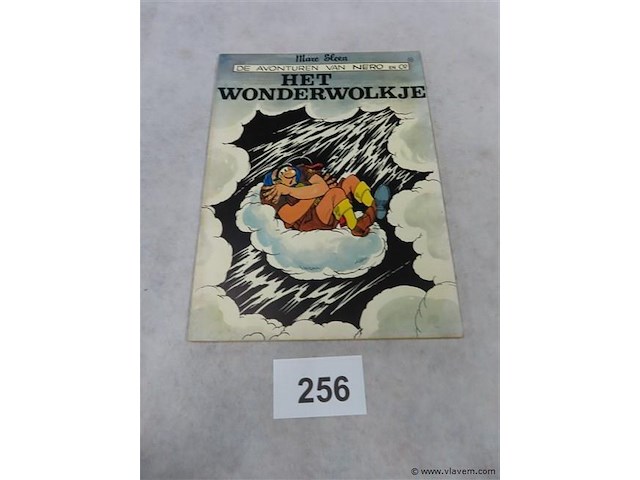 Marc Sleen
DE AVONTUREN VAN NERO EN Co
HET
WONDERWOLKJE
256
© www.vlavem.com